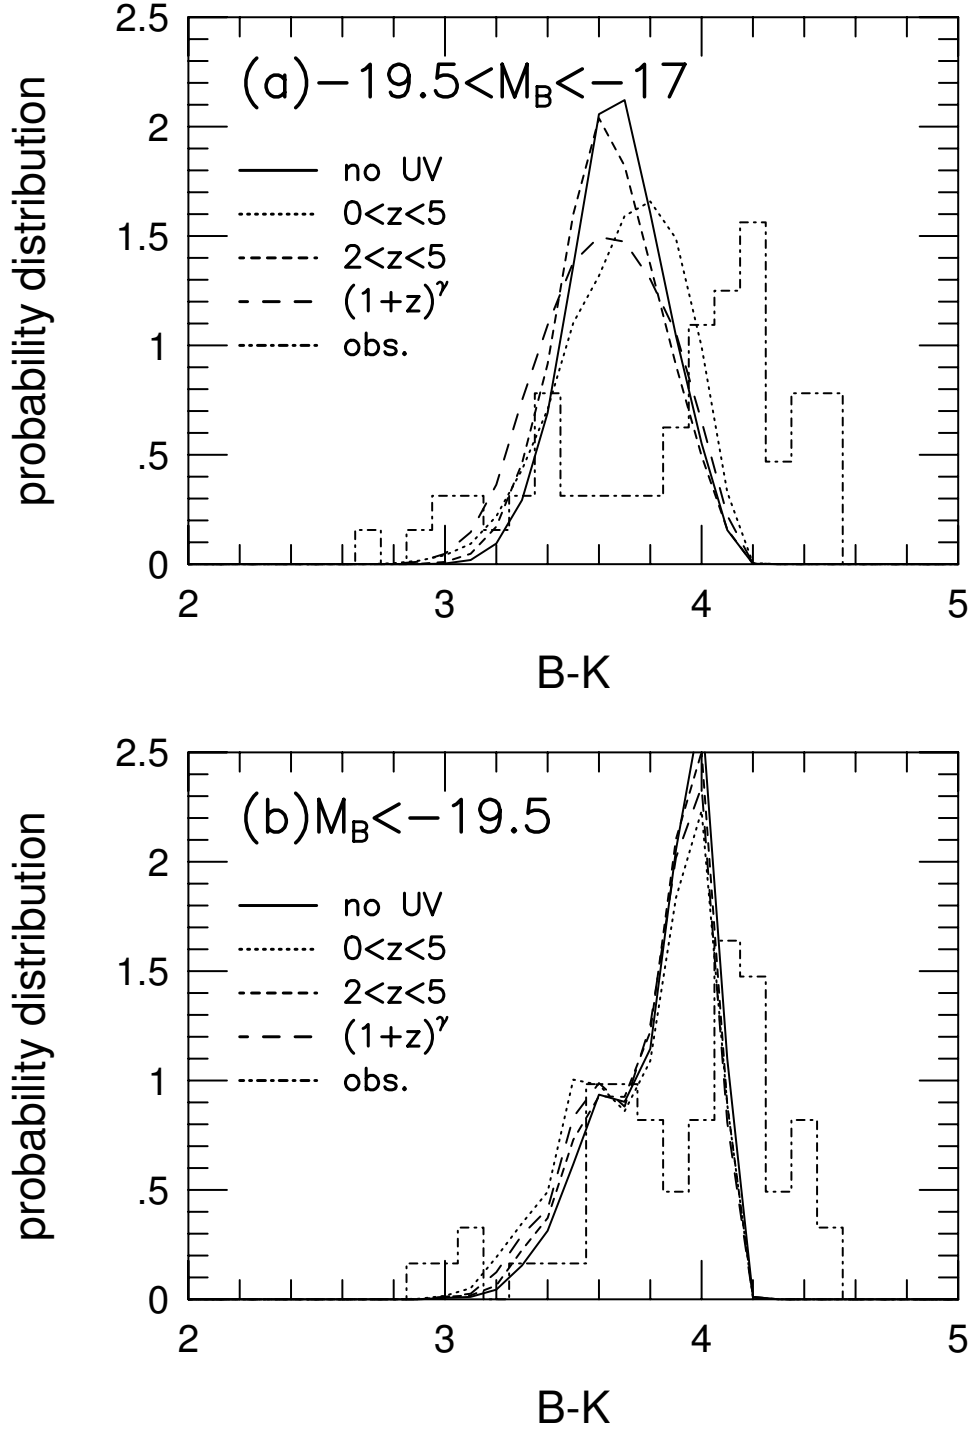 2.5
(a)−19.5<M_B<−17
2
no UV
0<z<5
1.5
2<z<5
(1+z)^γ
1
obs.
.5
0
probability distribution
2 3 4 5
B-K
2.5
(b)M_B<−19.5
2
no UV
0<z<5
1.5
2<z<5
(1+z)^γ
1
obs.
.5
0
probability distribution
2 3 4 5
B-K